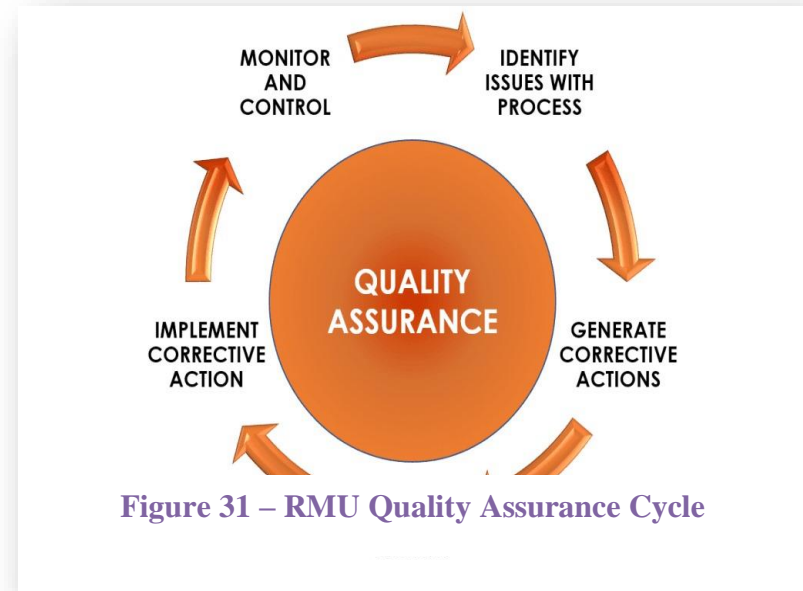 MONITOR
AND
CONTROL
IDENTIFY
ISSUES WITH
PROCESS
QUALITY
ASSURANCE
GENERATE
CORRECTIVE
ACTIONS
IMPLEMENT
CORRECTIVE
ACTION
Figure 31 – RMU Quality Assurance Cycle